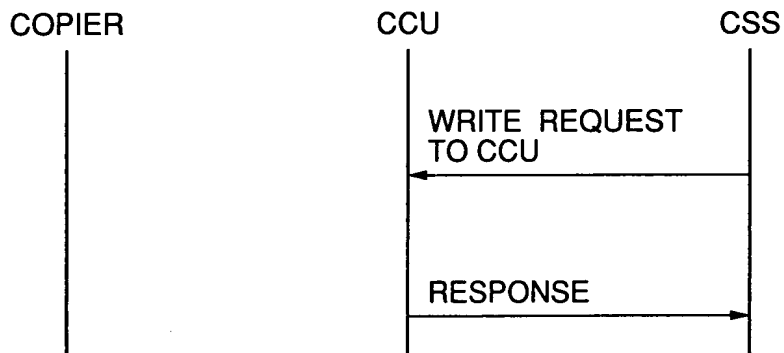 COPIER CCU CSS
WRITE REQUEST
TO CCU
RESPONSE